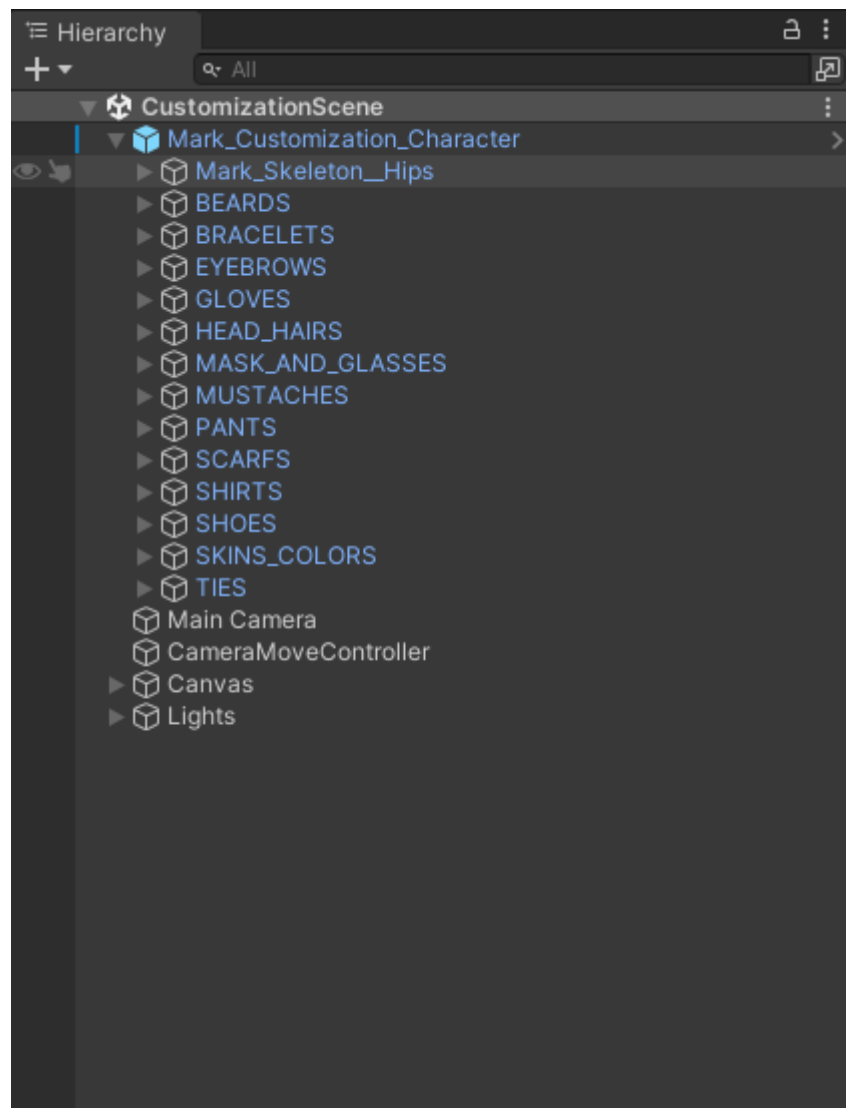 Hierarchy
All
CustomizationScene
Mark_Customization_Character
Mark_Skeleton__Hips
BEARDS
BRACELETS
EYEBROWS
GLOVES
HEAD_HAIRS
MASK_AND_GLASSES
MUSTACHES
PANTS
SCARFS
SHIRTS
SHOES
SKINS_COLORS
TIES
Main Camera
CameraMoveController
Canvas
Lights